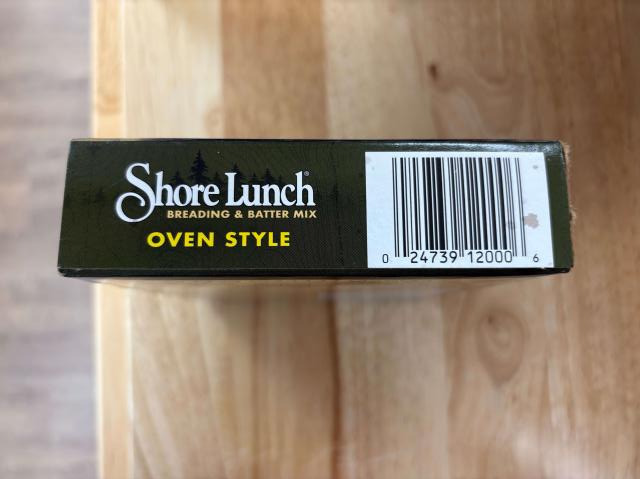 Shore Lunch®
BREADING & BATTER MIX
OVEN STYLE
0 24739 12000 6